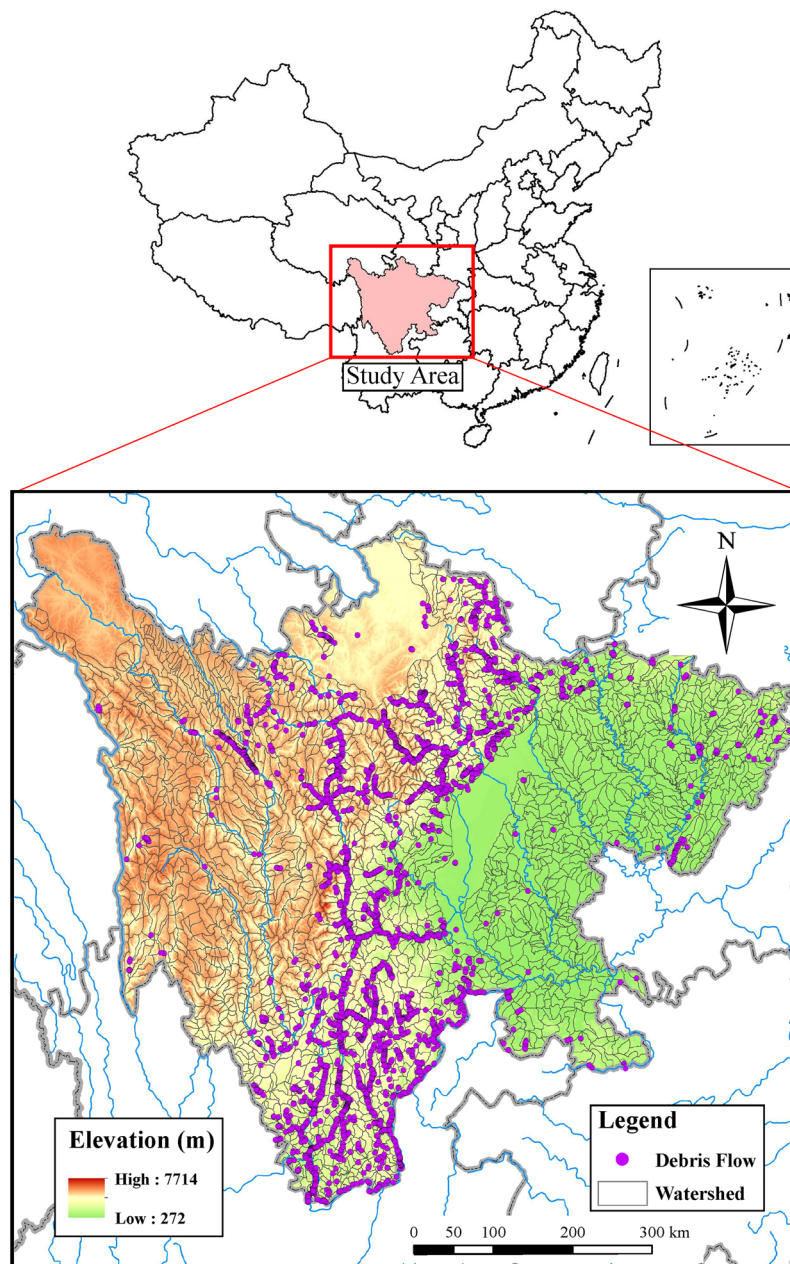 Study Area
N
Elevation (m)
High : 7714
Low : 272
Legend
Debris Flow
Watershed
0 50 100 200 300 km